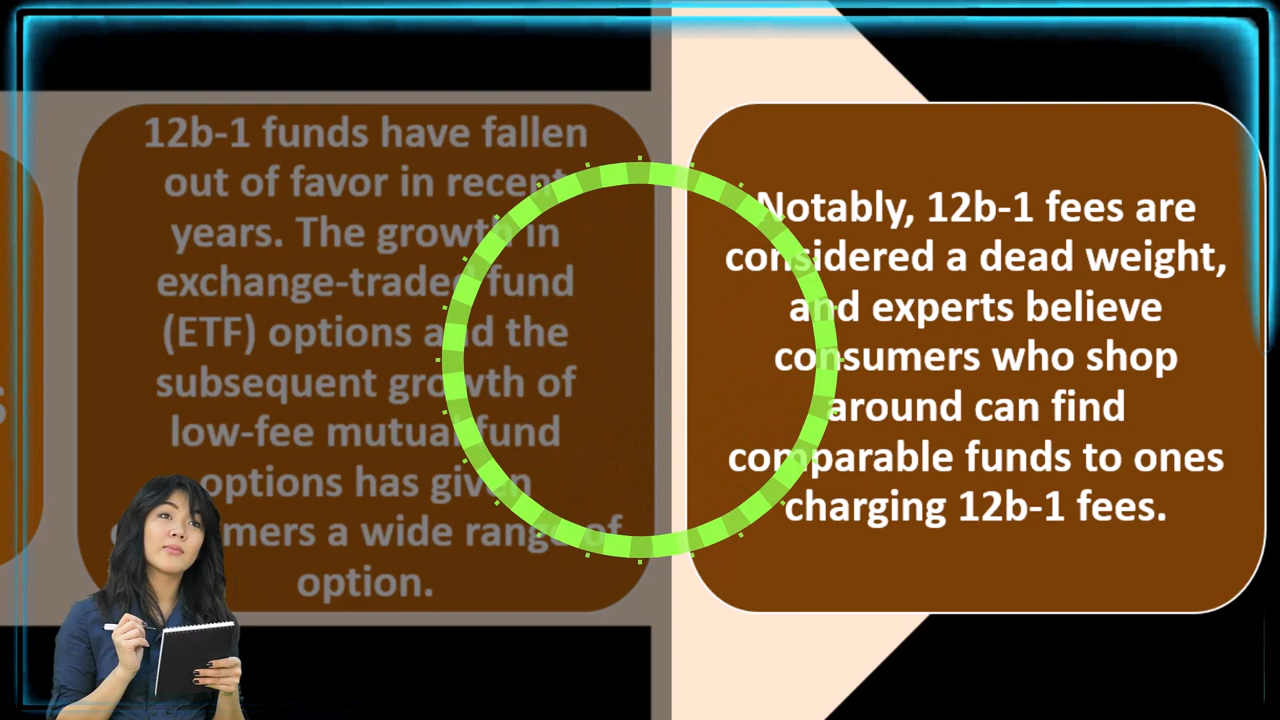 12b-1 funds have fallen
out of favor in recent
years. The growth in
exchange-traded fund
(ETF) options and the
subsequent growth of
low-fee mutual fund
options has given
a wide range of
option.
Notably, 12b-1 fees are
considered a dead weight,
and experts believe
consumers who shop
around can find
comparable funds to ones
charging 12b-1 fees.